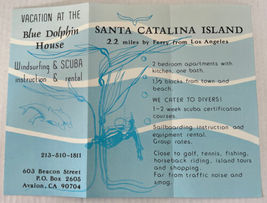 VACATION AT THE
Blue Dolphin
House
Windsurfing & SCUBA
instruction & rental
213-510-1811
603 Beacon Street
P.O. Box 2605
Avalon, CA 90704
SANTA CATALINA ISLAND
22 miles by Ferry from Los Angeles
2 bedroom apartments with
kitchen, one bath.
1½ blocks from town and
beach.
WE CATER TO DIVERS!
1-2 week scuba certification
courses.
Sailboarding instruction and
equipment rental.
Group rates.
Close to golf, tennis, fishing,
horseback riding, island tours
and shopping.
Far from traffic noise and
smog.